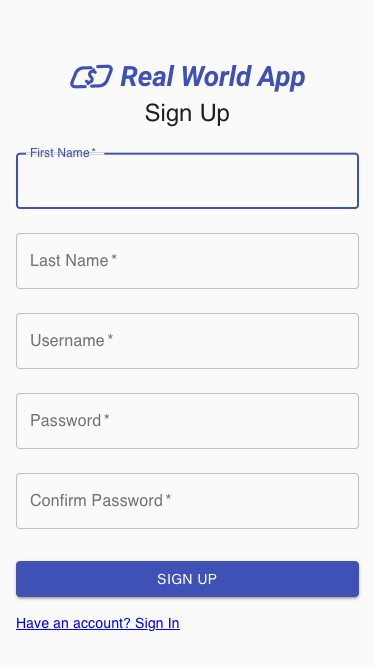 Real World App
Sign Up
First Name *
Last Name *
Username *
Password *
Confirm Password *
SIGN UP
Have an account? Sign In